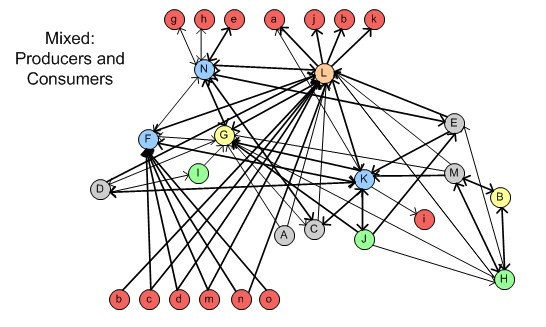 g h e a j b k
Mixed:
Producers and
Consumers
N L
E
F G
I K M
D B
i
A C J
H
b c d m n o